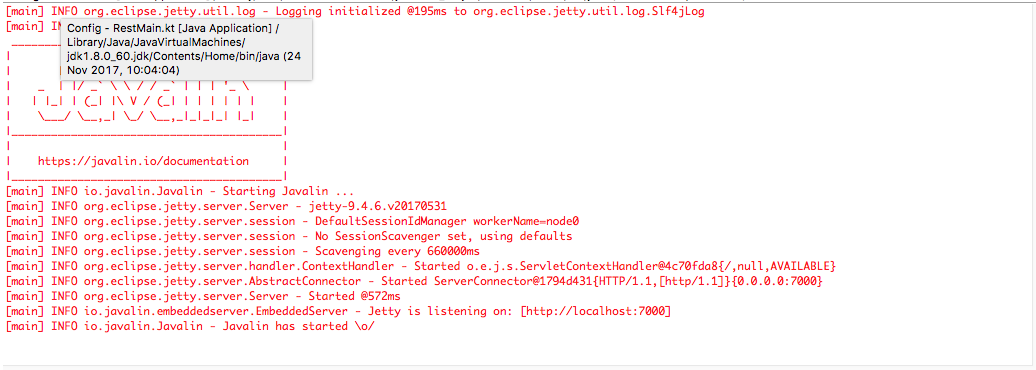 [main] INFO org.eclipse.jetty.util.log - Logging initialized @195ms to org.eclipse.jetty.util.log.Slf4jLog
[main]
Config - RestMain.kt [Java Application] /
Library/Java/JavaVirtualMachines/
jdk1.8.0_60.jdk/Contents/Home/bin/java (24
Nov 2017, 10:04:04)
https://javalin.io/documentation
[main] INFO io.javalin.Javalin - Starting Javalin ...
[main] INFO org.eclipse.jetty.server.Server - jetty-9.4.6.v20170531
[main] INFO org.eclipse.jetty.server.session - DefaultSessionIdManager workerName=node0
[main] INFO org.eclipse.jetty.server.session - No SessionScavenger set, using defaults
[main] INFO org.eclipse.jetty.server.session - Scavenging every 660000ms
[main] INFO org.eclipse.jetty.server.handler.ContextHandler - Started o.e.j.s.ServletContextHandler@4c70fda8{/,null,AVAILABLE}
[main] INFO org.eclipse.jetty.server.AbstractConnector - Started ServerConnector@1794d431{HTTP/1.1,[http/1.1]}{0.0.0.0:7000}
[main] INFO org.eclipse.jetty.server.Server - Started @572ms
[main] INFO io.javalin.embeddedserver.EmbeddedServer - Jetty is listening on: [http://localhost:7000]
[main] INFO io.javalin.Javalin - Javalin has started \o/